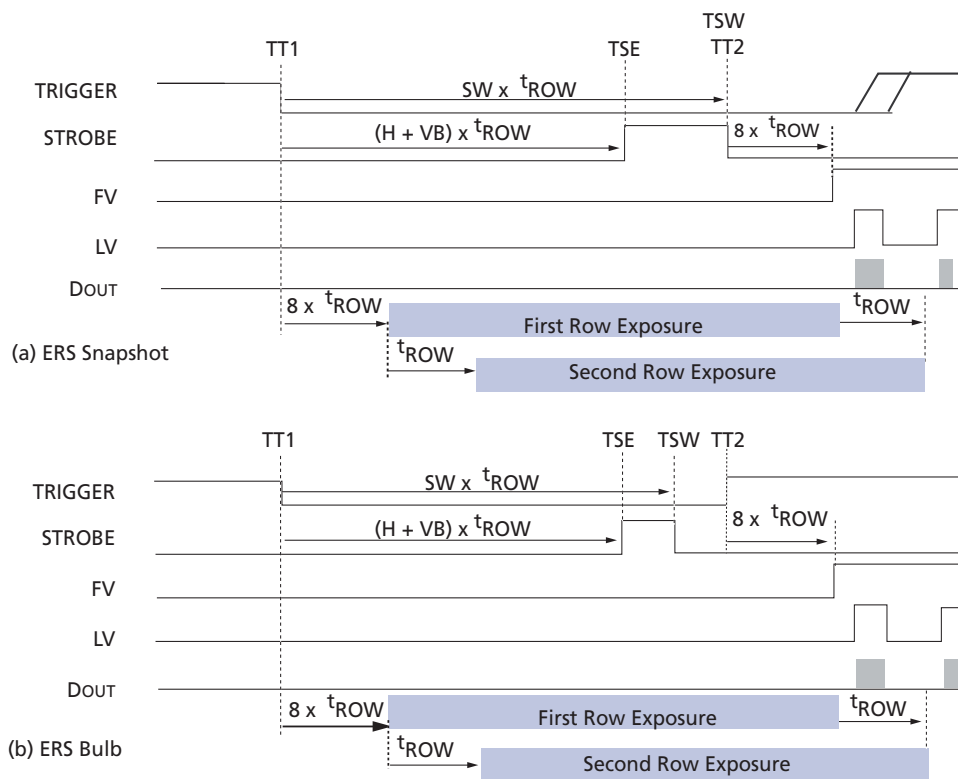 TSW
TT1 TSE TT2
TRIGGER SW x tROW
STROBE (H + VB) x tROW 8 x tROW
FV
LV
DOUT
8 x tROW First Row Exposure tROW
(a) ERS Snapshot tROW Second Row Exposure
TT1 TSE TSW TT2
TRIGGER SW x tROW
STROBE (H + VB) x tROW 8 x tROW
FV
LV
DOUT
8 x tROW First Row Exposure tROW
(b) ERS Bulb tROW Second Row Exposure